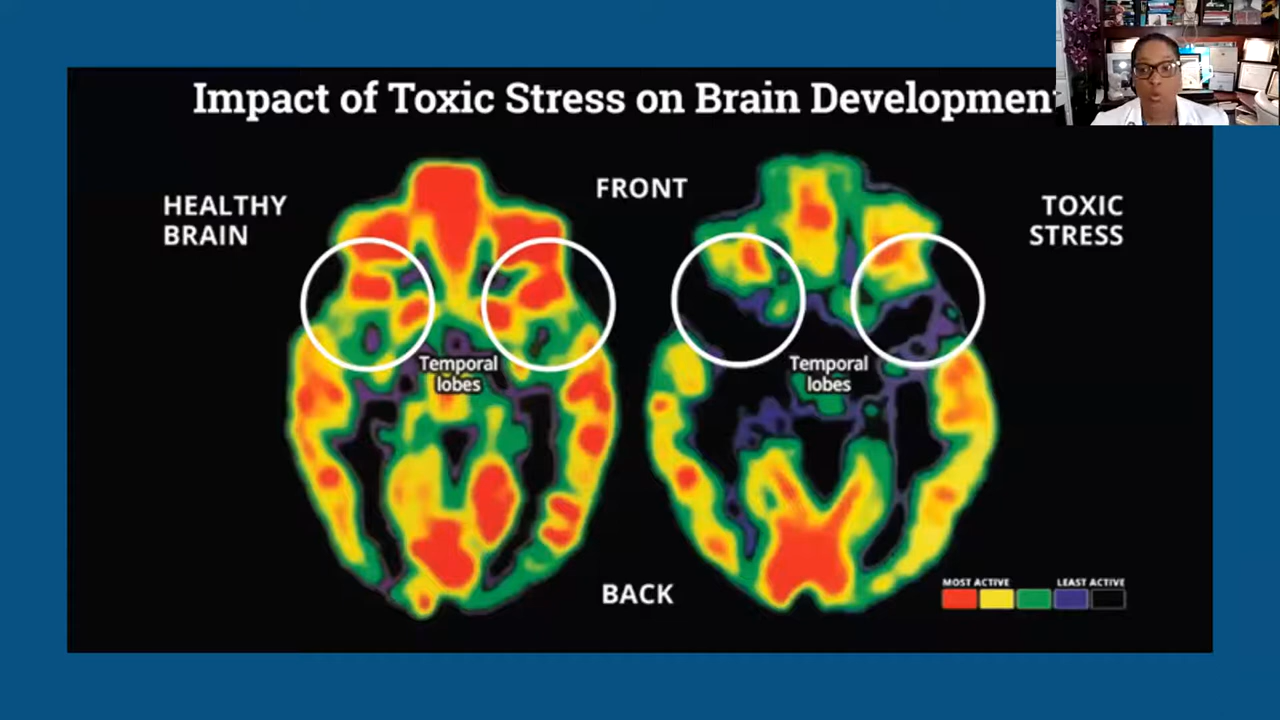 Impact of Toxic Stress on Brain Developmen
HEALTHY
BRAIN
FRONT
TOXIC
STRESS
Temporal
lobes
Temporal
lobes
BACK
MOST ACTIVE
LEAST ACTIVE